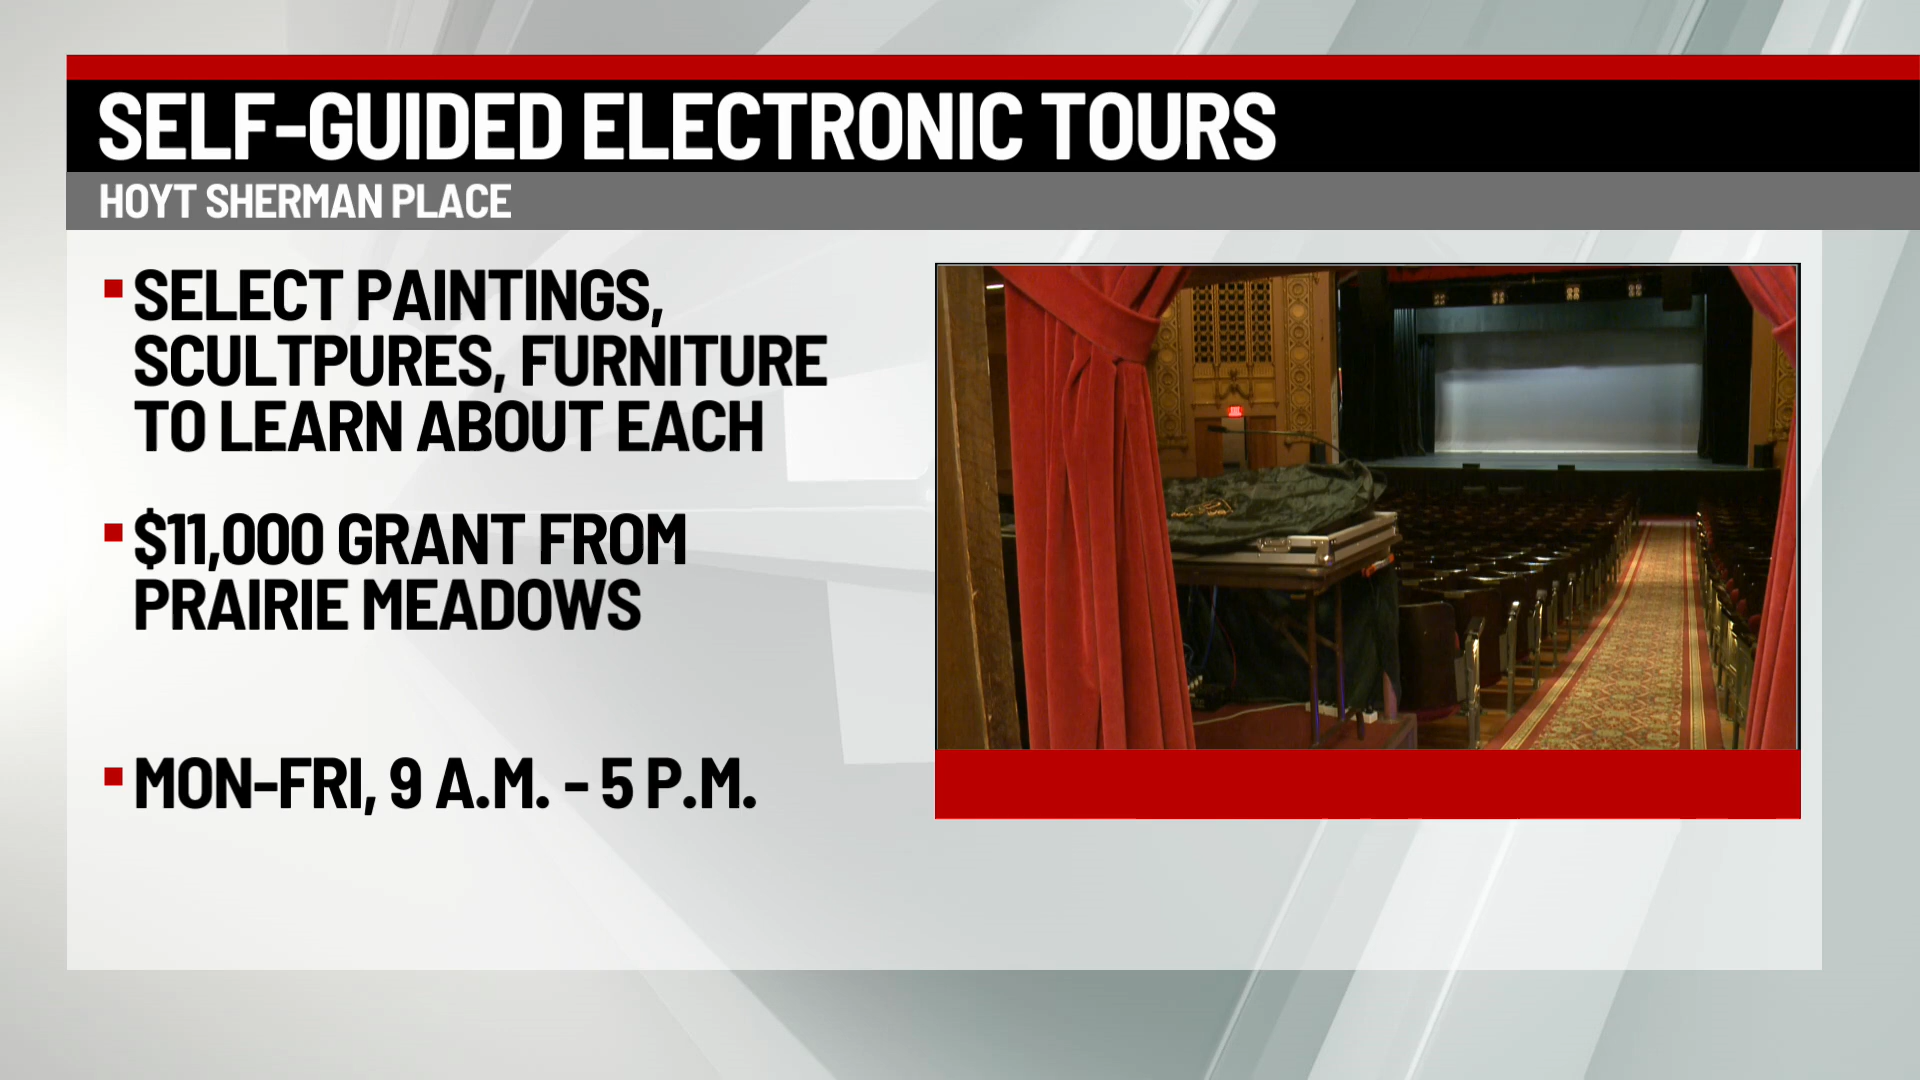 SELF-GUIDED ELECTRONIC TOURS
HOYT SHERMAN PLACE
SELECT PAINTINGS,
SCULTPURES, FURNITURE
TO LEARN ABOUT EACH
$11,000 GRANT FROM
PRAIRIE MEADOWS
MON-FRI, 9 A.M. - 5 P.M.
EXIT